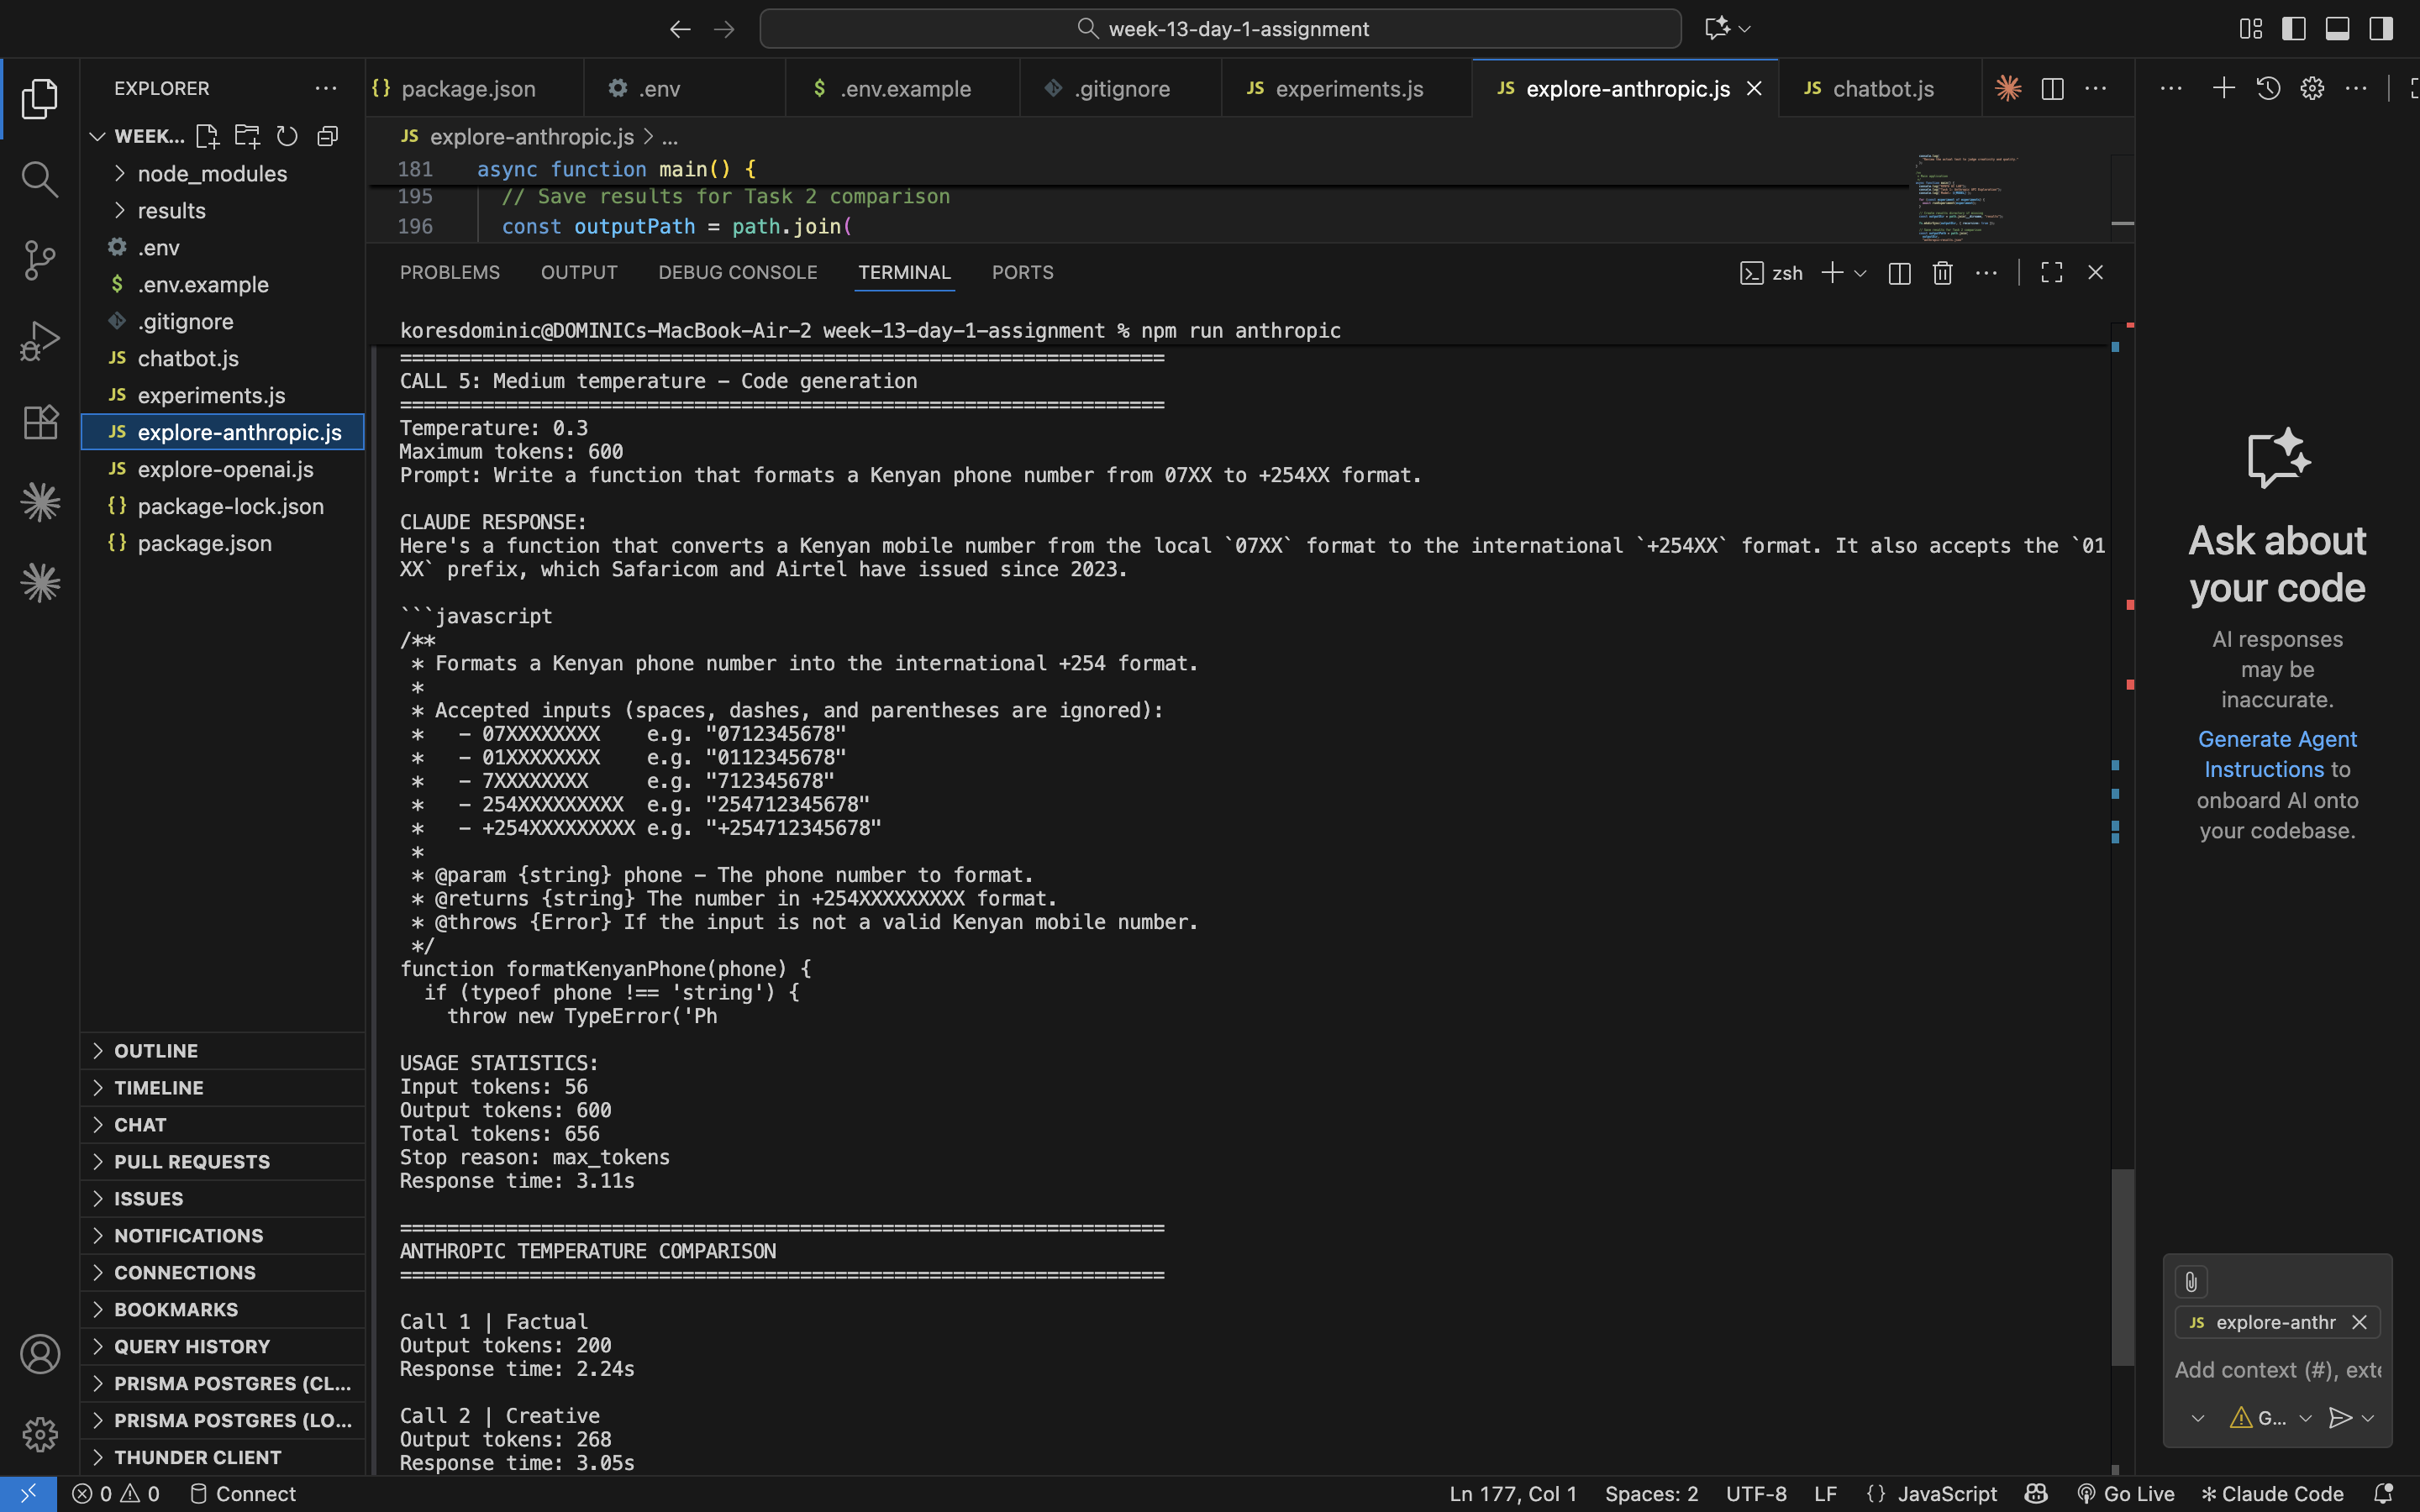 week-13-day-1-assignment
EXPLORER
WEEK...
node_modules
results
.env
$ .env.example
.gitignore
JS chatbot.js
JS experiments.js
JS explore-anthropic.js
JS explore-openai.js
{} package-lock.json
{} package.json
OUTLINE
TIMELINE
CHAT
PULL REQUESTS
ISSUES
NOTIFICATIONS
CONNECTIONS
BOOKMARKS
QUERY HISTORY
PRISMA POSTGRES (CL...
PRISMA POSTGRES (LO...
THUNDER CLIENT
{} package.json
.env
$ .env.example
.gitignore
JS experiments.js
JS explore-anthropic.js
JS chatbot.js
JS explore-anthropic.js > ...
181 async function main() {
195 // Save results for Task 2 comparison
196 const outputPath = path.join(
PROBLEMS OUTPUT DEBUG CONSOLE TERMINAL PORTS
zsh
koresdominic@DOMINICs-MacBook-Air-2 week-13-day-1-assignment % npm run anthropic
=================================================================
CALL 5: Medium temperature – Code generation
=================================================================
Temperature: 0.3
Maximum tokens: 600
Prompt: Write a function that formats a Kenyan phone number from 07XX to +254XX format.
CLAUDE RESPONSE:
Here's a function that converts a Kenyan mobile number from the local `07XX` format to the international `+254XX` format. It also accepts the `01
XX` prefix, which Safaricom and Airtel have issued since 2023.
```javascript
/**
* Formats a Kenyan phone number into the international +254 format.
*
* Accepted inputs (spaces, dashes, and parentheses are ignored):
* - 07XXXXXXXX e.g. "0712345678"
* - 01XXXXXXXX e.g. "0112345678"
* - 7XXXXXXXX e.g. "712345678"
* - 254XXXXXXXXX e.g. "254712345678"
* - +254XXXXXXXXX e.g. "+254712345678"
*
* @param {string} phone - The phone number to format.
* @returns {string} The number in +254XXXXXXXXX format.
* @throws {Error} If the input is not a valid Kenyan mobile number.
*/
function formatKenyanPhone(phone) {
if (typeof phone !== 'string') {
throw new TypeError('Ph
USAGE STATISTICS:
Input tokens: 56
Output tokens: 600
Total tokens: 656
Stop reason: max_tokens
Response time: 3.11s
=================================================================
ANTHROPIC TEMPERATURE COMPARISON
=================================================================
Call 1 | Factual
Output tokens: 200
Response time: 2.24s
Call 2 | Creative
Output tokens: 268
Response time: 3.05s
Ask about
your code
AI responses
may be
inaccurate.
Generate Agent
Instructions to
onboard AI onto
your codebase.
JS explore-anthr
Add context (#), exte
G...
0 0 Connect
Ln 177, Col 1 Spaces: 2 UTF-8 LF {} JavaScript Go Live Claude Code